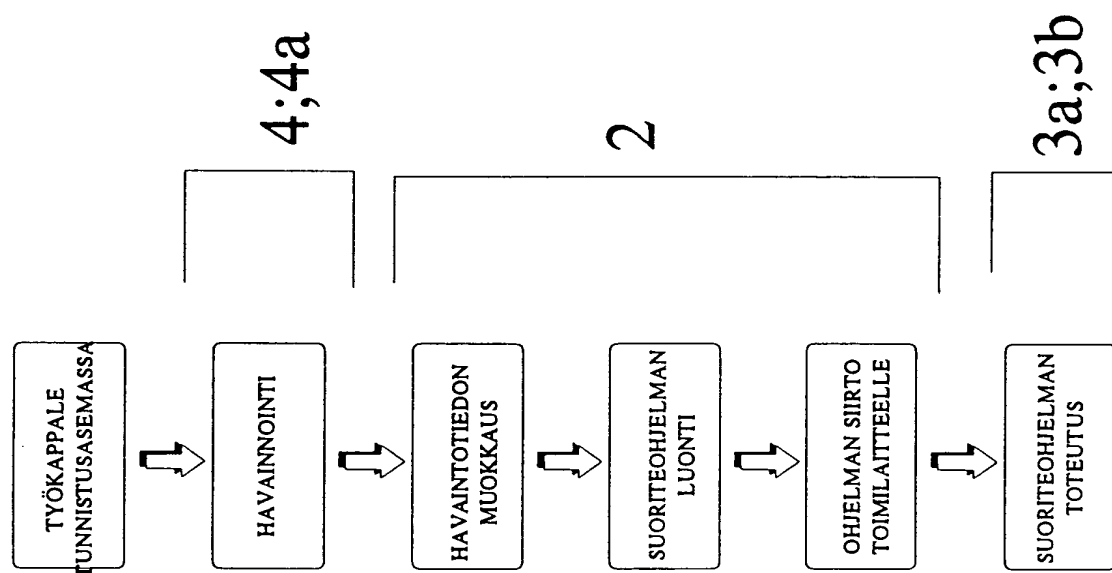 TYÖKAPPALE
TUNNISTUSASEMASSA
HAVAINNOINTI
4;4a
HAVAINTOTIEDON
MUOKKAUS
SUORITEOHJELMAN
LUONTI
2
OHJELMAN SIIRTO
TOIMILAITTEELLE
SUORITEOHJELMAN
TOTEUTUS
3a;3b